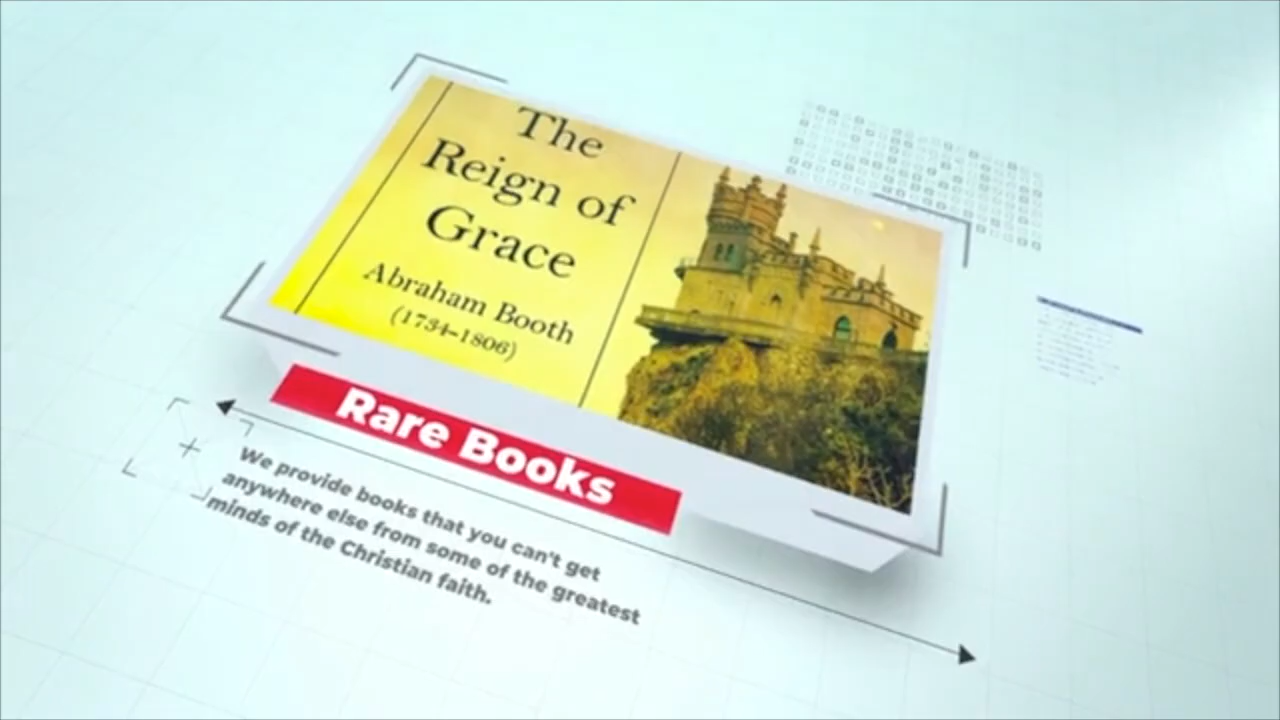 The
Reign of
Grace
Abraham Booth
(1734–1806)
Rare Books
We provide books that you can't get
anywhere else from some of the greatest
minds of the Christian faith.